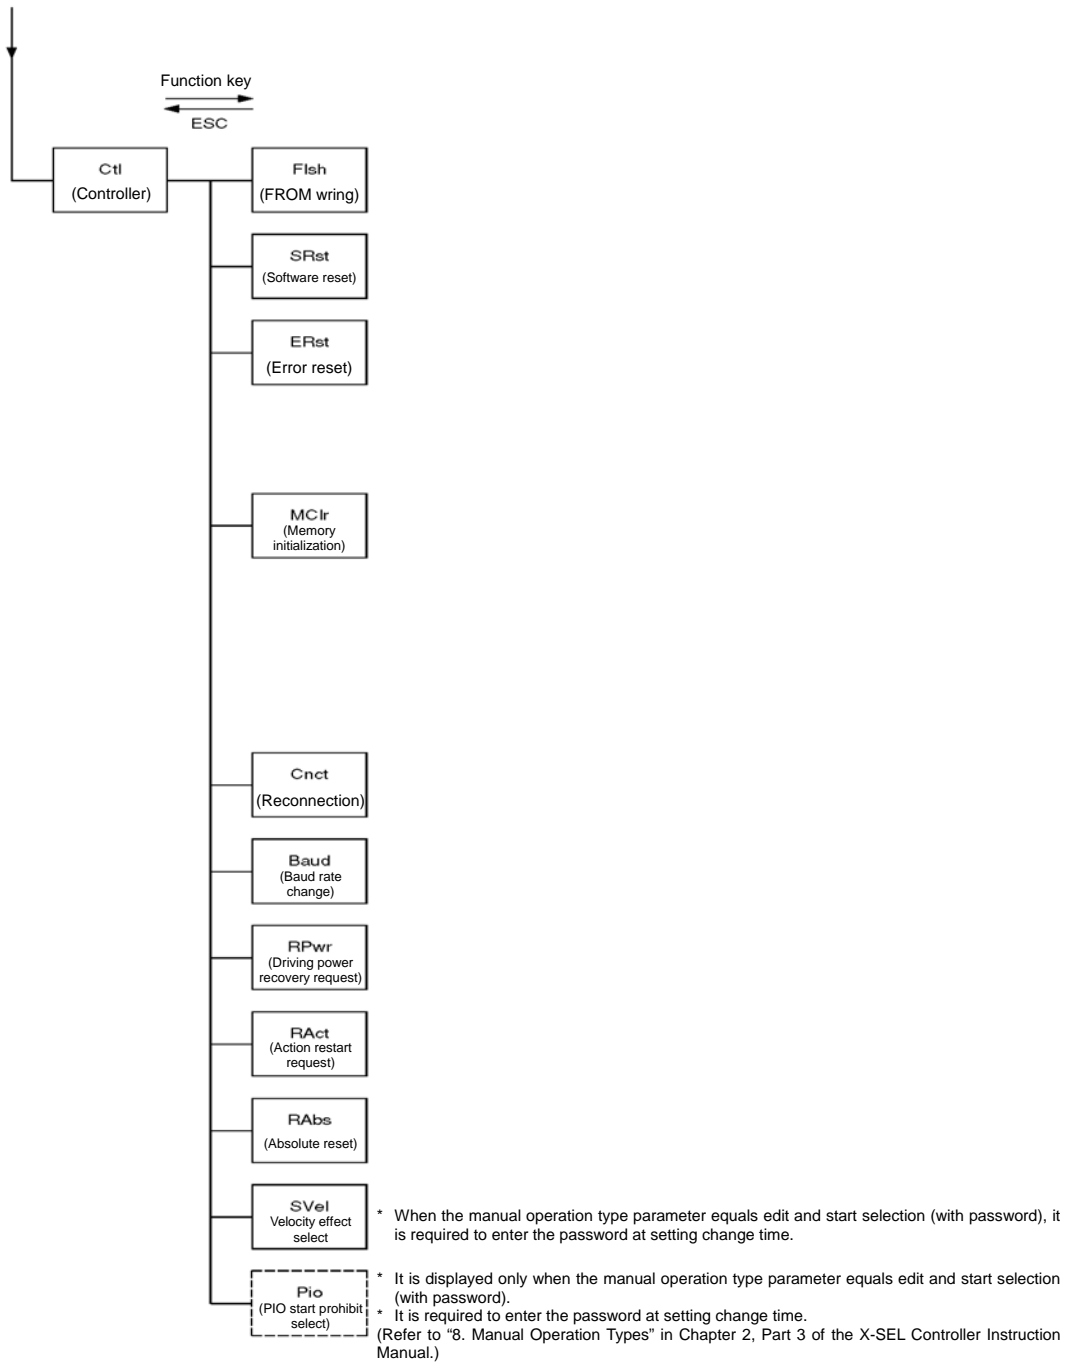 Function key
ESC
Ctl
(Controller)
Flsh
(FROM wring)
SRst
(Software reset)
ERst
(Error reset)
MClr
(Memory
initialization)
Cnct
(Reconnection)
Baud
(Baud rate
change)
RPwr
(Driving power
recovery request)
RAct
(Action restart
request)
RAbs
(Absolute reset)
SVel
Velocity effect
select
* When the manual operation type parameter equals edit and start selection (with password), it
is required to enter the password at setting change time.
Pio
(PIO start prohibit
select)
* It is displayed only when the manual operation type parameter equals edit and start selection
(with password).
* It is required to enter the password at setting change time.
(Refer to “8. Manual Operation Types” in Chapter 2, Part 3 of the X-SEL Controller Instruction
Manual.)